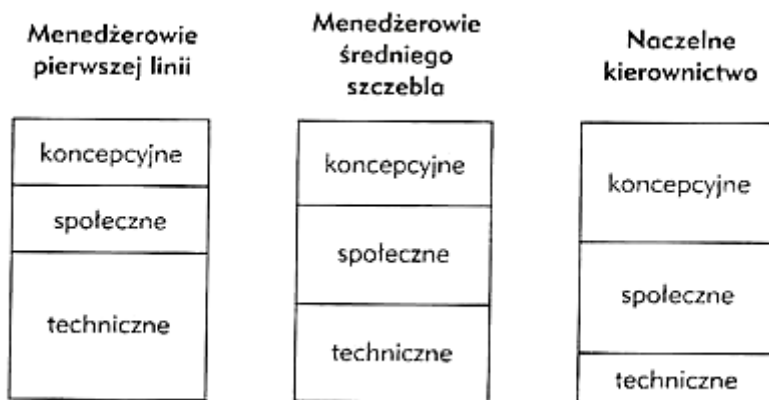 Menedżerowie
pierwszej linii
koncepcyjne
społeczne
techniczne
Menedżerowie
średniego
szczebla
koncepcyjne
społeczne
techniczne
Naczelne
kierownictwo
koncepcyjne
społeczne
techniczne